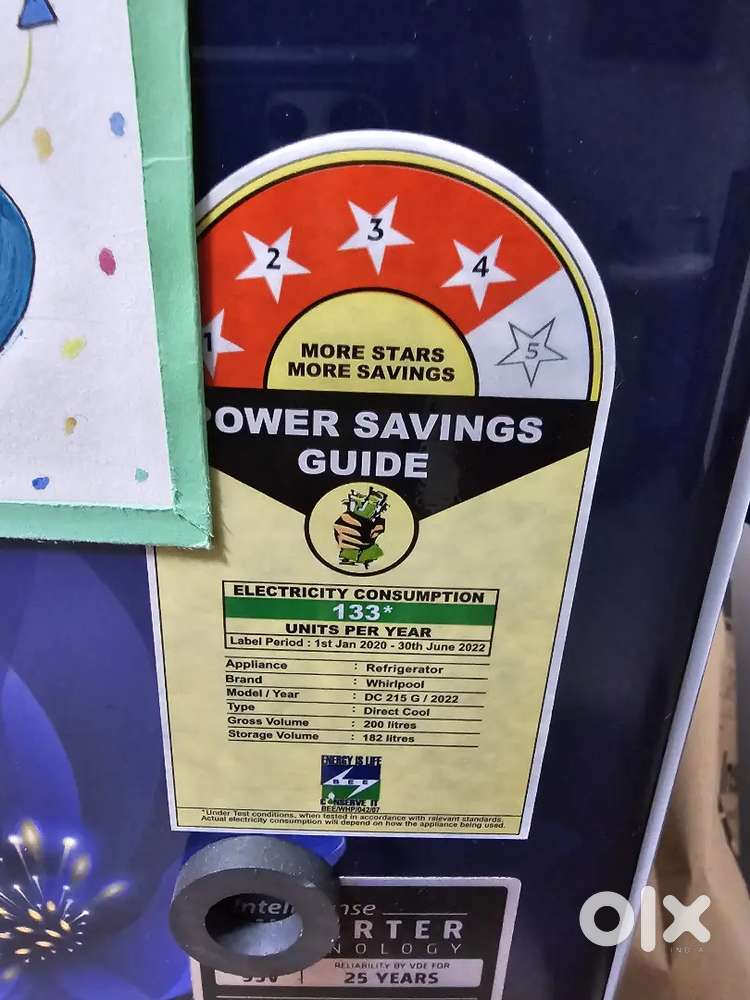 1 2 3 4 5
MORE STARS
MORE SAVINGS
POWER SAVINGS
GUIDE
ELECTRICITY CONSUMPTION
133*
UNITS PER YEAR
Label Period : 1st Jan 2020 - 30th June 2022
Appliance : Refrigerator
Brand : Whirlpool
Model / Year : DC 215 G / 2022
Type : Direct Cool
Gross Volume : 200 litres
Storage Volume : 182 litres
ENERGY IS LIFE
BEE
CONSERVE IT
BEE/WHP/042/07
*Under Test conditions, when tested in accordance with relevant standards.
Actual electricity consumption will depend on how the appliance being used.
RELIABILITY BY VDE FOR
25 YEARS
olx
INDIA